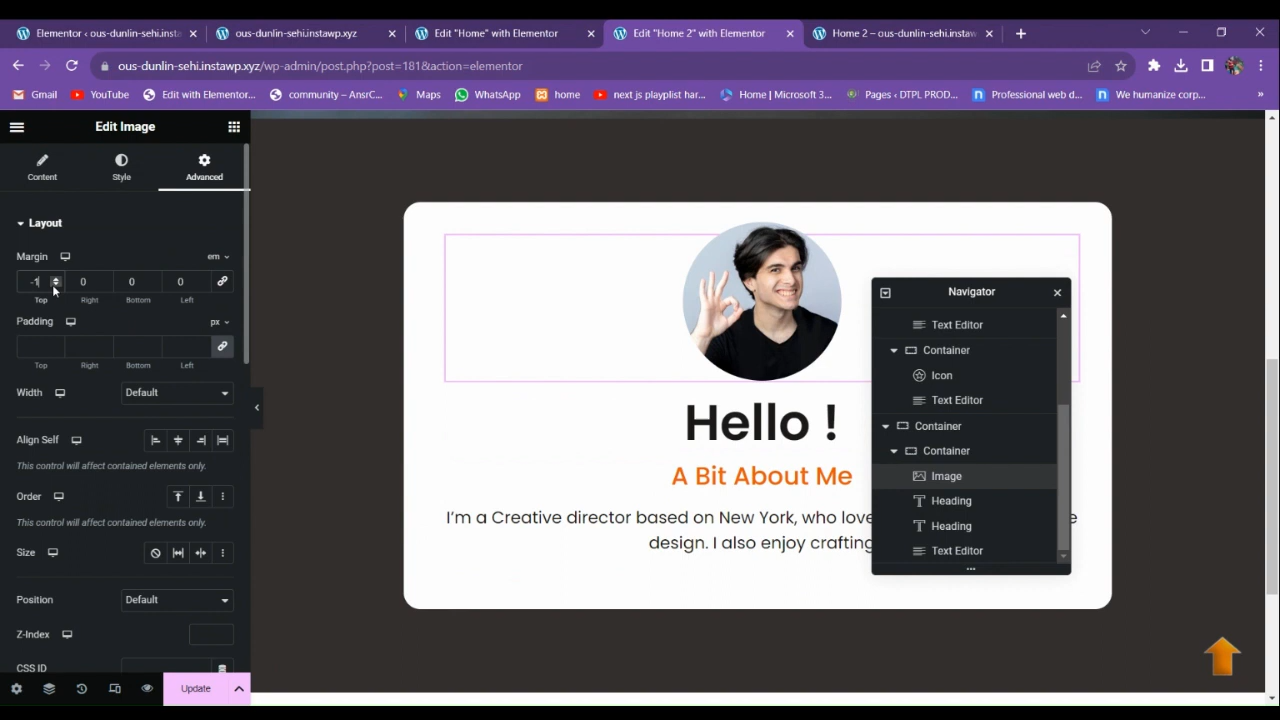 Elementor ‹ ous-dunlin-sehi.insta
ous-dunlin-sehi.instawp.xyz/
Edit "Home" with Elementor
Edit "Home 2" with Elementor
Home 2 – ous-dunlin-sehi.instaw
ous-dunlin-sehi.instawp.xyz/wp-admin/post.php?post=181&action=elementor
Gmail
YouTube
Edit with Elementor...
community – AnsrC...
Maps
WhatsApp
home
next js playlist har...
Home | Microsoft 3...
Pages ‹ DTPL PROD...
Professional web d...
We humanize corp...
»
Edit Image
Content
Style
Advanced
Layout
Margin
em
-1
0
0
0
Top
Right
Bottom
Left
Padding
px
Top
Right
Bottom
Left
Width
Default
Align Self
This control will affect contained elements only.
Order
This control will affect contained elements only.
Size
Position
Default
Z-Index
CSS ID
Update
Hello !
A Bit About Me
I'm a Creative director based on New York, who love
e
design. I also enjoy crafting
Navigator
Text Editor
Container
Icon
Text Editor
Container
Container
Image
Heading
Heading
Text Editor